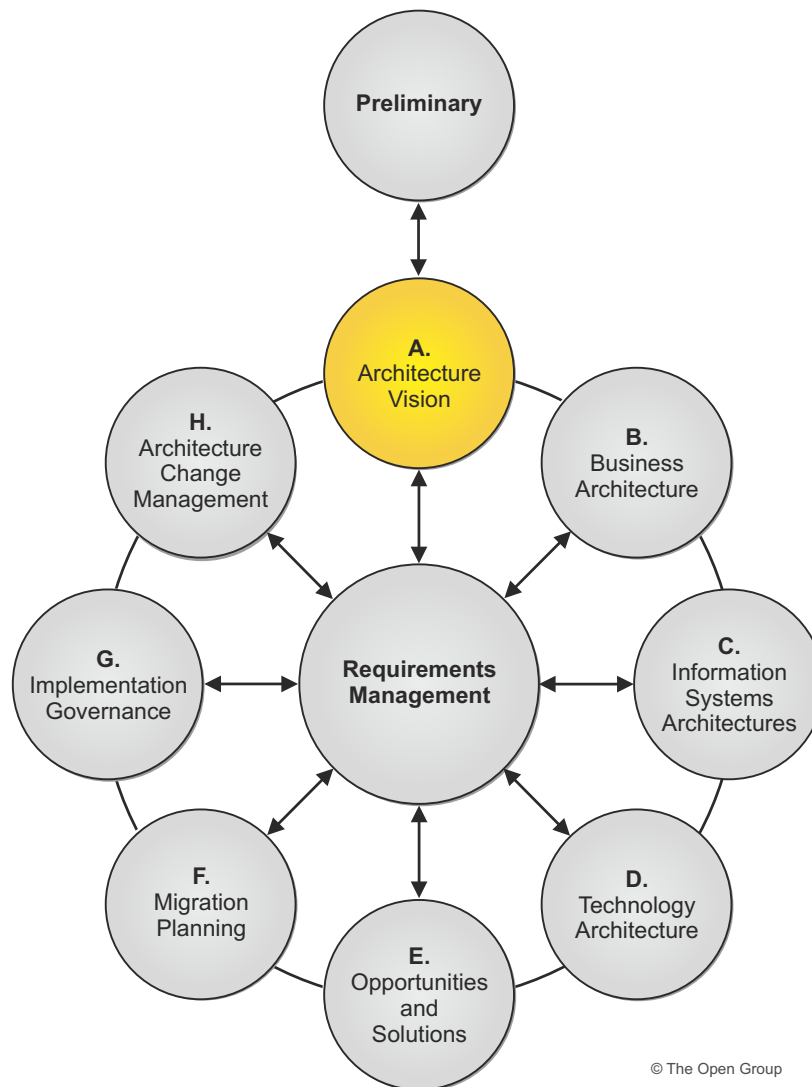 Preliminary
A.
Architecture
Vision
H.
Architecture
Change
Management
B.
Business
Architecture
G.
Implementation
Governance
Requirements
Management
C.
Information
Systems
Architectures
F.
Migration
Planning
D.
Technology
Architecture
E.
Opportunities
and
Solutions
© The Open Group